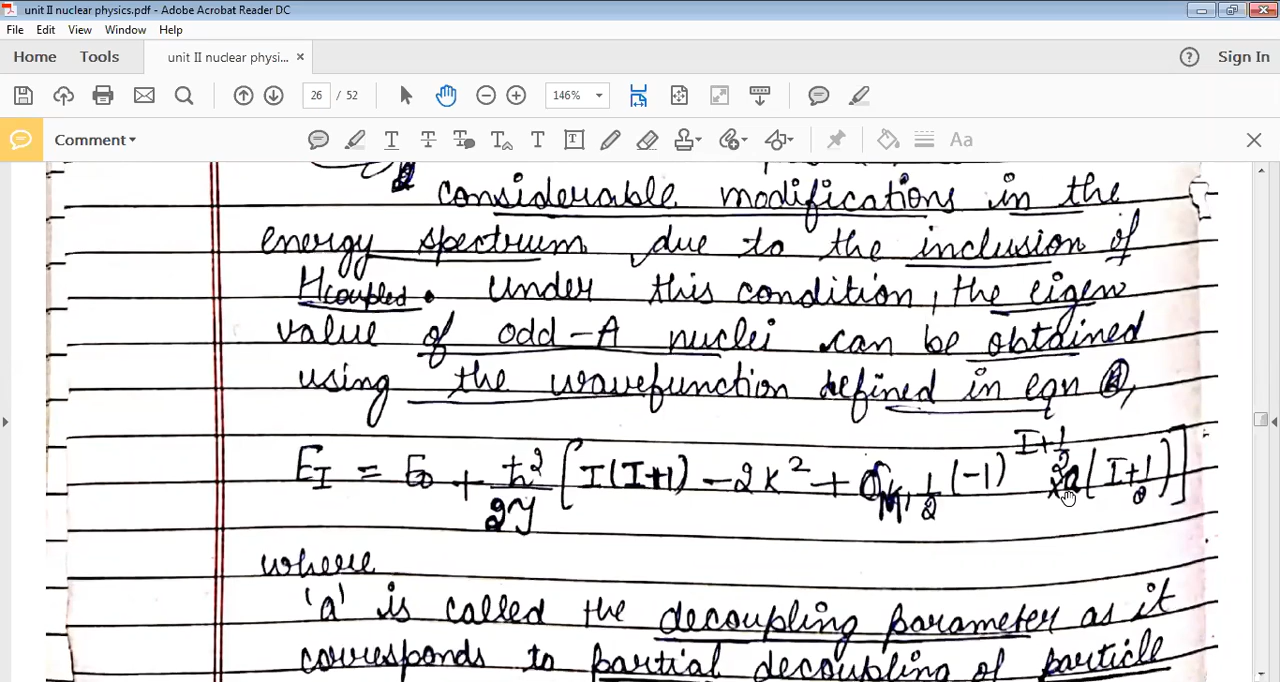 unit II nuclear physics.pdf - Adobe Acrobat Reader DC
File Edit View Window Help
Home Tools unit II nuclear physi... × Sign In
26 / 52 146%
Comment
considerable modifications in the
energy spectrum due to the inclusion of
Hcoupled. Under this condition, the eigen
value of odd-A nuclei can be obtained
using the wavefunction defined in eqn
E_I = E_0 + ħ²/2𝒥 [I(I+1) - 2K² + δ_K,1/2 (-1)^I+1/2 a(I+1/2)]
where
'a' is called the decoupling parameter as it
corresponds to partial decoupling of particle